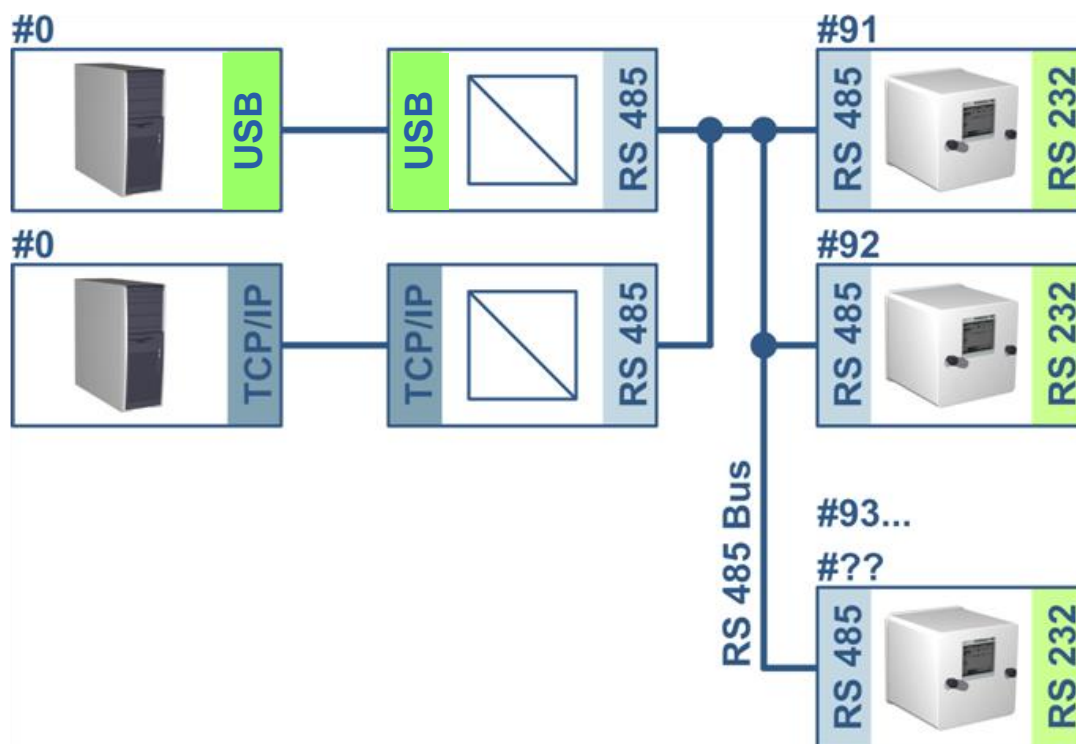 #0
USB
USB
RS 485
#91
RS 485
RS 232
#0
TCP/IP
TCP/IP
RS 485
#92
RS 485
RS 232
RS 485 Bus
#93...
#??
RS 485
RS 232